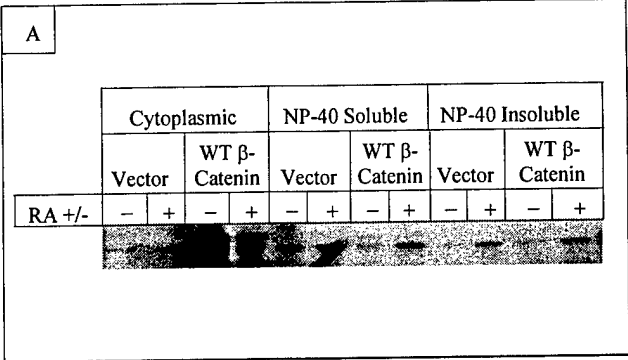 A
Cytoplasmic NP-40 Soluble NP-40 Insoluble
Vector WT β-Catenin Vector WT β-Catenin Vector WT β-Catenin
RA +/- − + − + − + − + − + − +